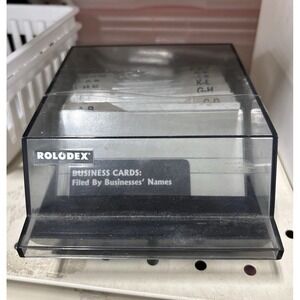 K-L
G-H
ROLODEX®
BUSINESS CARDS:
Filed By Businesses' Names